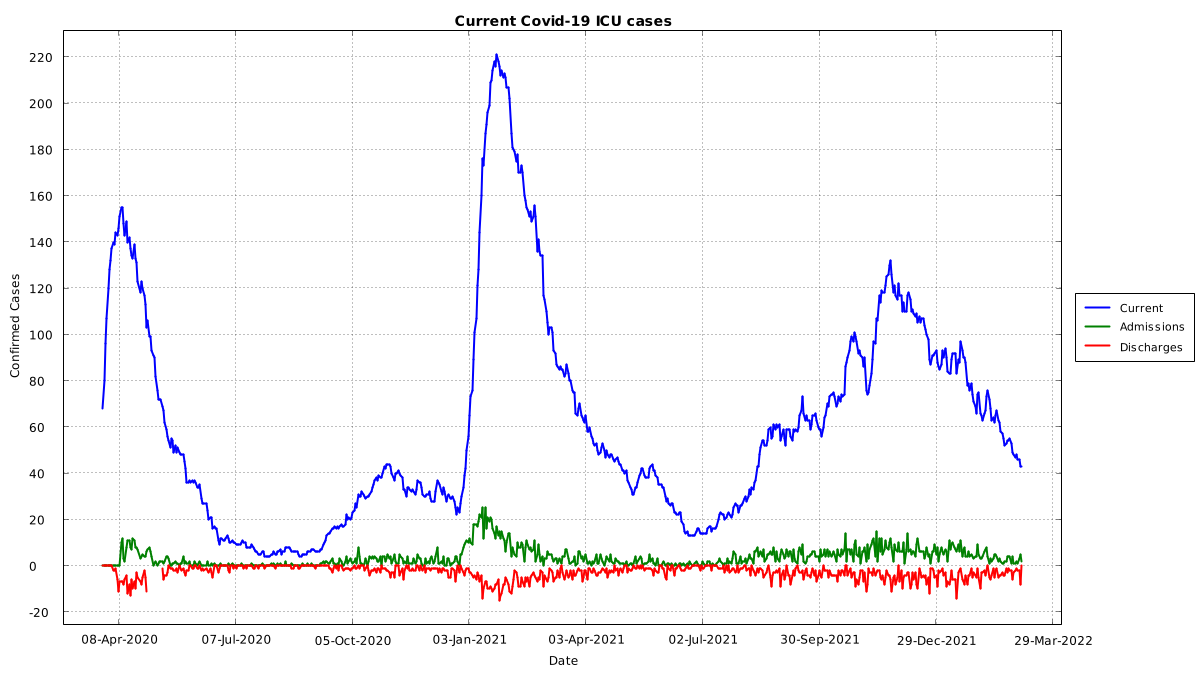 Current Covid-19 ICU cases
Confirmed Cases
220
200
180
160
140
120
100
80
60
40
20
0
-20
08-Apr-2020 07-Jul-2020 05-Oct-2020 03-Jan-2021 03-Apr-2021 02-Jul-2021 30-Sep-2021 29-Dec-2021 29-Mar-2022
Date
Current
Admissions
Discharges